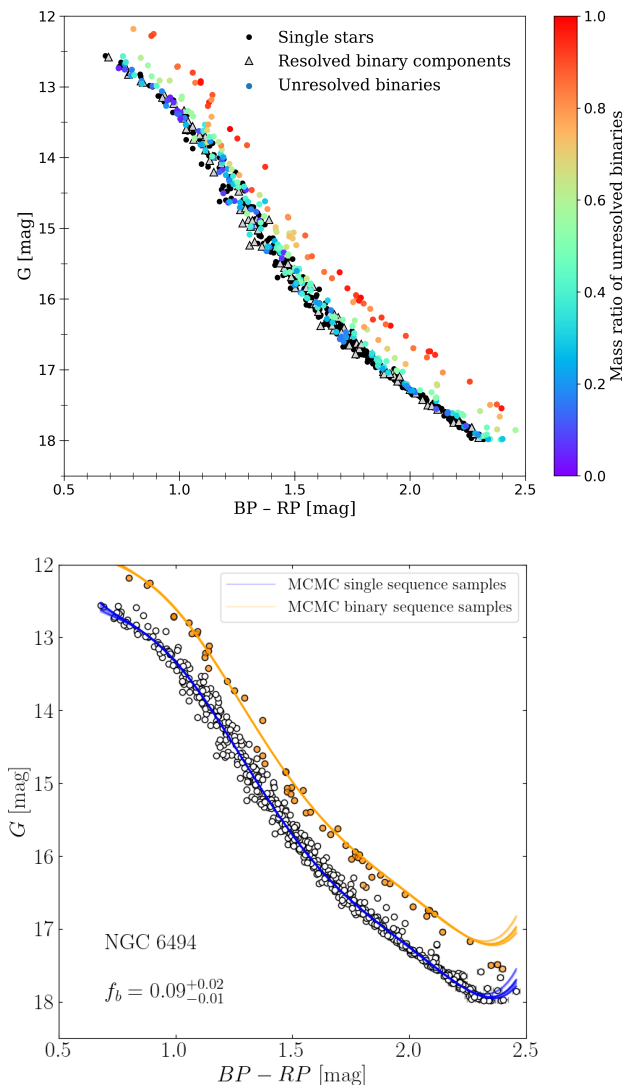 12
13
14
15
16
17
18
G [mag]
0.5
1.0
1.5
2.0
2.5
BP – RP [mag]
Single stars
Resolved binary components
Unresolved binaries
1.0
0.8
0.6
0.4
0.2
0.0
Mass ratio of unresolved binaries
12
13
14
15
16
17
18
G [mag]
MCMC single sequence samples
MCMC binary sequence samples
NGC 6494
f_b = 0.09^{+0.02}_{-0.01}
0.5
1.0
1.5
2.0
2.5
BP − RP [mag]